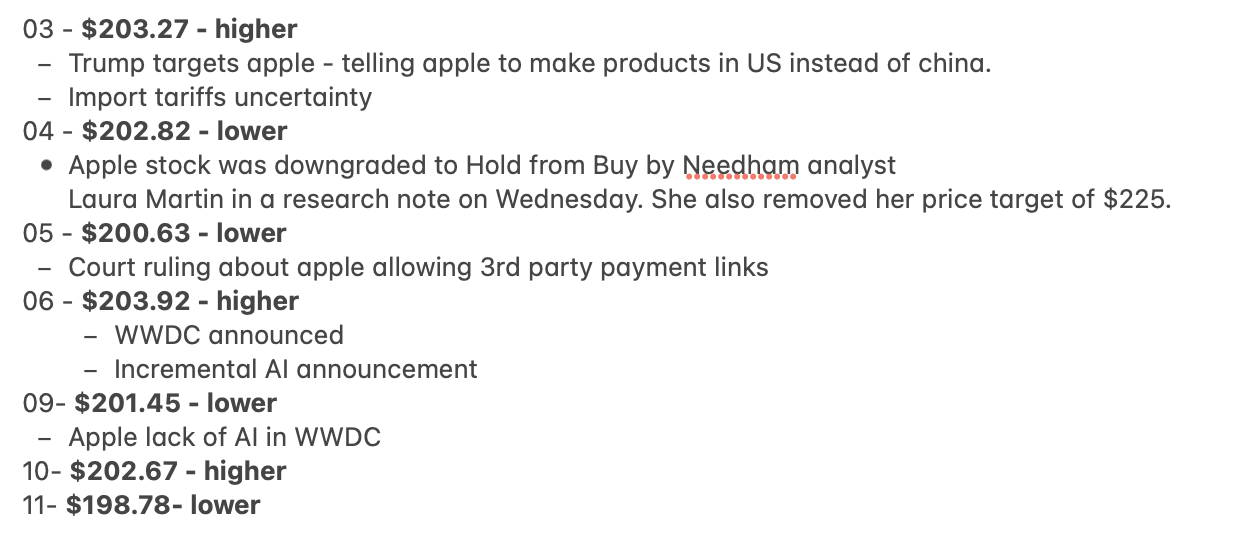 03 - $203.27 - higher
– Trump targets apple - telling apple to make products in US instead of china.
– Import tariffs uncertainty
04 - $202.82 - lower
• Apple stock was downgraded to Hold from Buy by Needham analyst
Laura Martin in a research note on Wednesday. She also removed her price target of $225.
05 - $200.63 - lower
– Court ruling about apple allowing 3rd party payment links
06 - $203.92 - higher
– WWDC announced
– Incremental AI announcement
09- $201.45 - lower
– Apple lack of AI in WWDC
10- $202.67 - higher
11- $198.78- lower